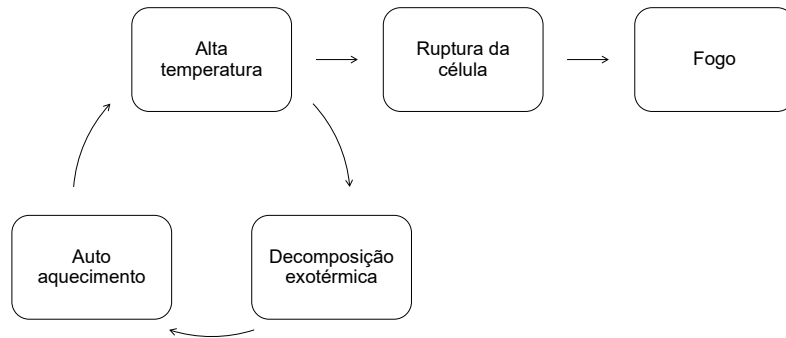 Alta
temperatura
Ruptura da
célula
Fogo
Auto
aquecimento
Decomposição
exotérmica